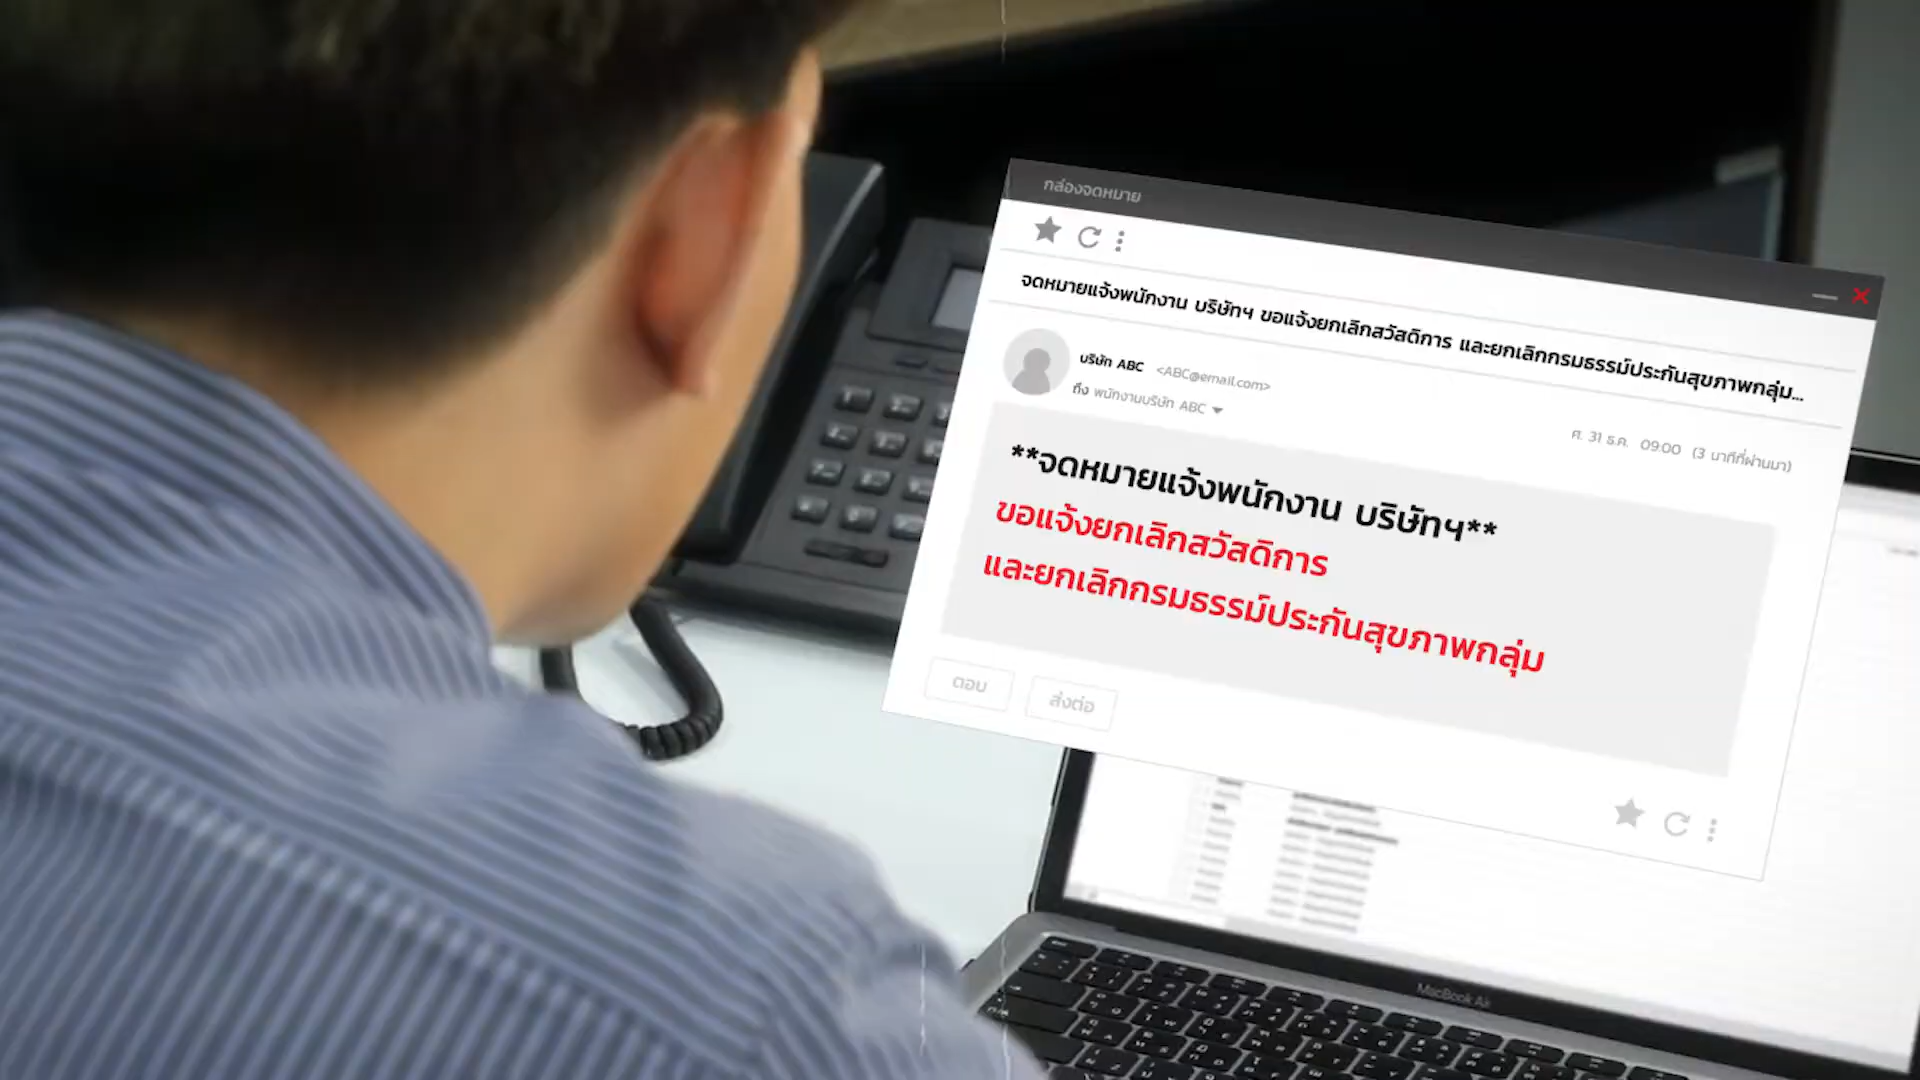 กล่องจดหมาย
จดหมายแจ้งพนักงาน บริษัทฯ ขอแจ้งยกเลิกสวัสดิการ และยกเลิกกรมธรรม์ประกันสุขภาพกลุ่ม...
บริษัท ABC <ABC@email.com>
ถึง พนักงานบริษัท ABC
ศ. 31 ธ.ค. 09:00 (3 นาทีที่ผ่านมา)
**จดหมายแจ้งพนักงาน บริษัทฯ**
ขอแจ้งยกเลิกสวัสดิการ
และยกเลิกกรมธรรม์ประกันสุขภาพกลุ่ม
ตอบ
ส่งต่อ
MacBook Air